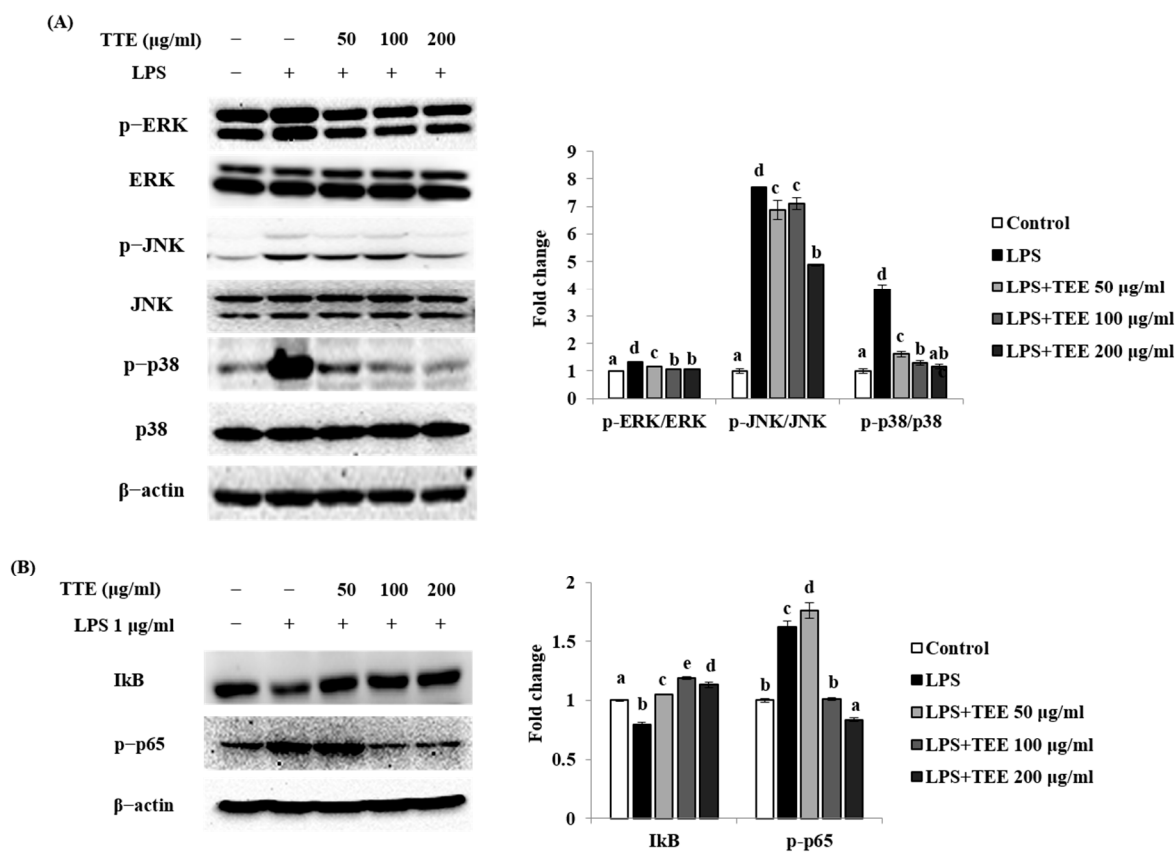 (A)
TTE (μg/ml) − − 50 100 200
LPS − + + + +
p−ERK
ERK
p−JNK
JNK
p−p38
p38
β−actin
Fold change
9
8
7
6
5
4
3
2
1
0
a d c b b
a d c c b
a d c b ab
c
p-ERK/ERK p-JNK/JNK p-p38/p38
Control
LPS
LPS+TEE 50 μg/ml
LPS+TEE 100 μg/ml
LPS+TEE 200 μg/ml
(B)
TTE (μg/ml) − − 50 100 200
LPS 1 μg/ml − + + + +
IkB
p−p65
β−actin
Fold change
2
1.5
1
0.5
0
a b c e d
b c d b a
IkB p-p65
Control
LPS
LPS+TEE 50 μg/ml
LPS+TEE 100 μg/ml
LPS+TEE 200 μg/ml